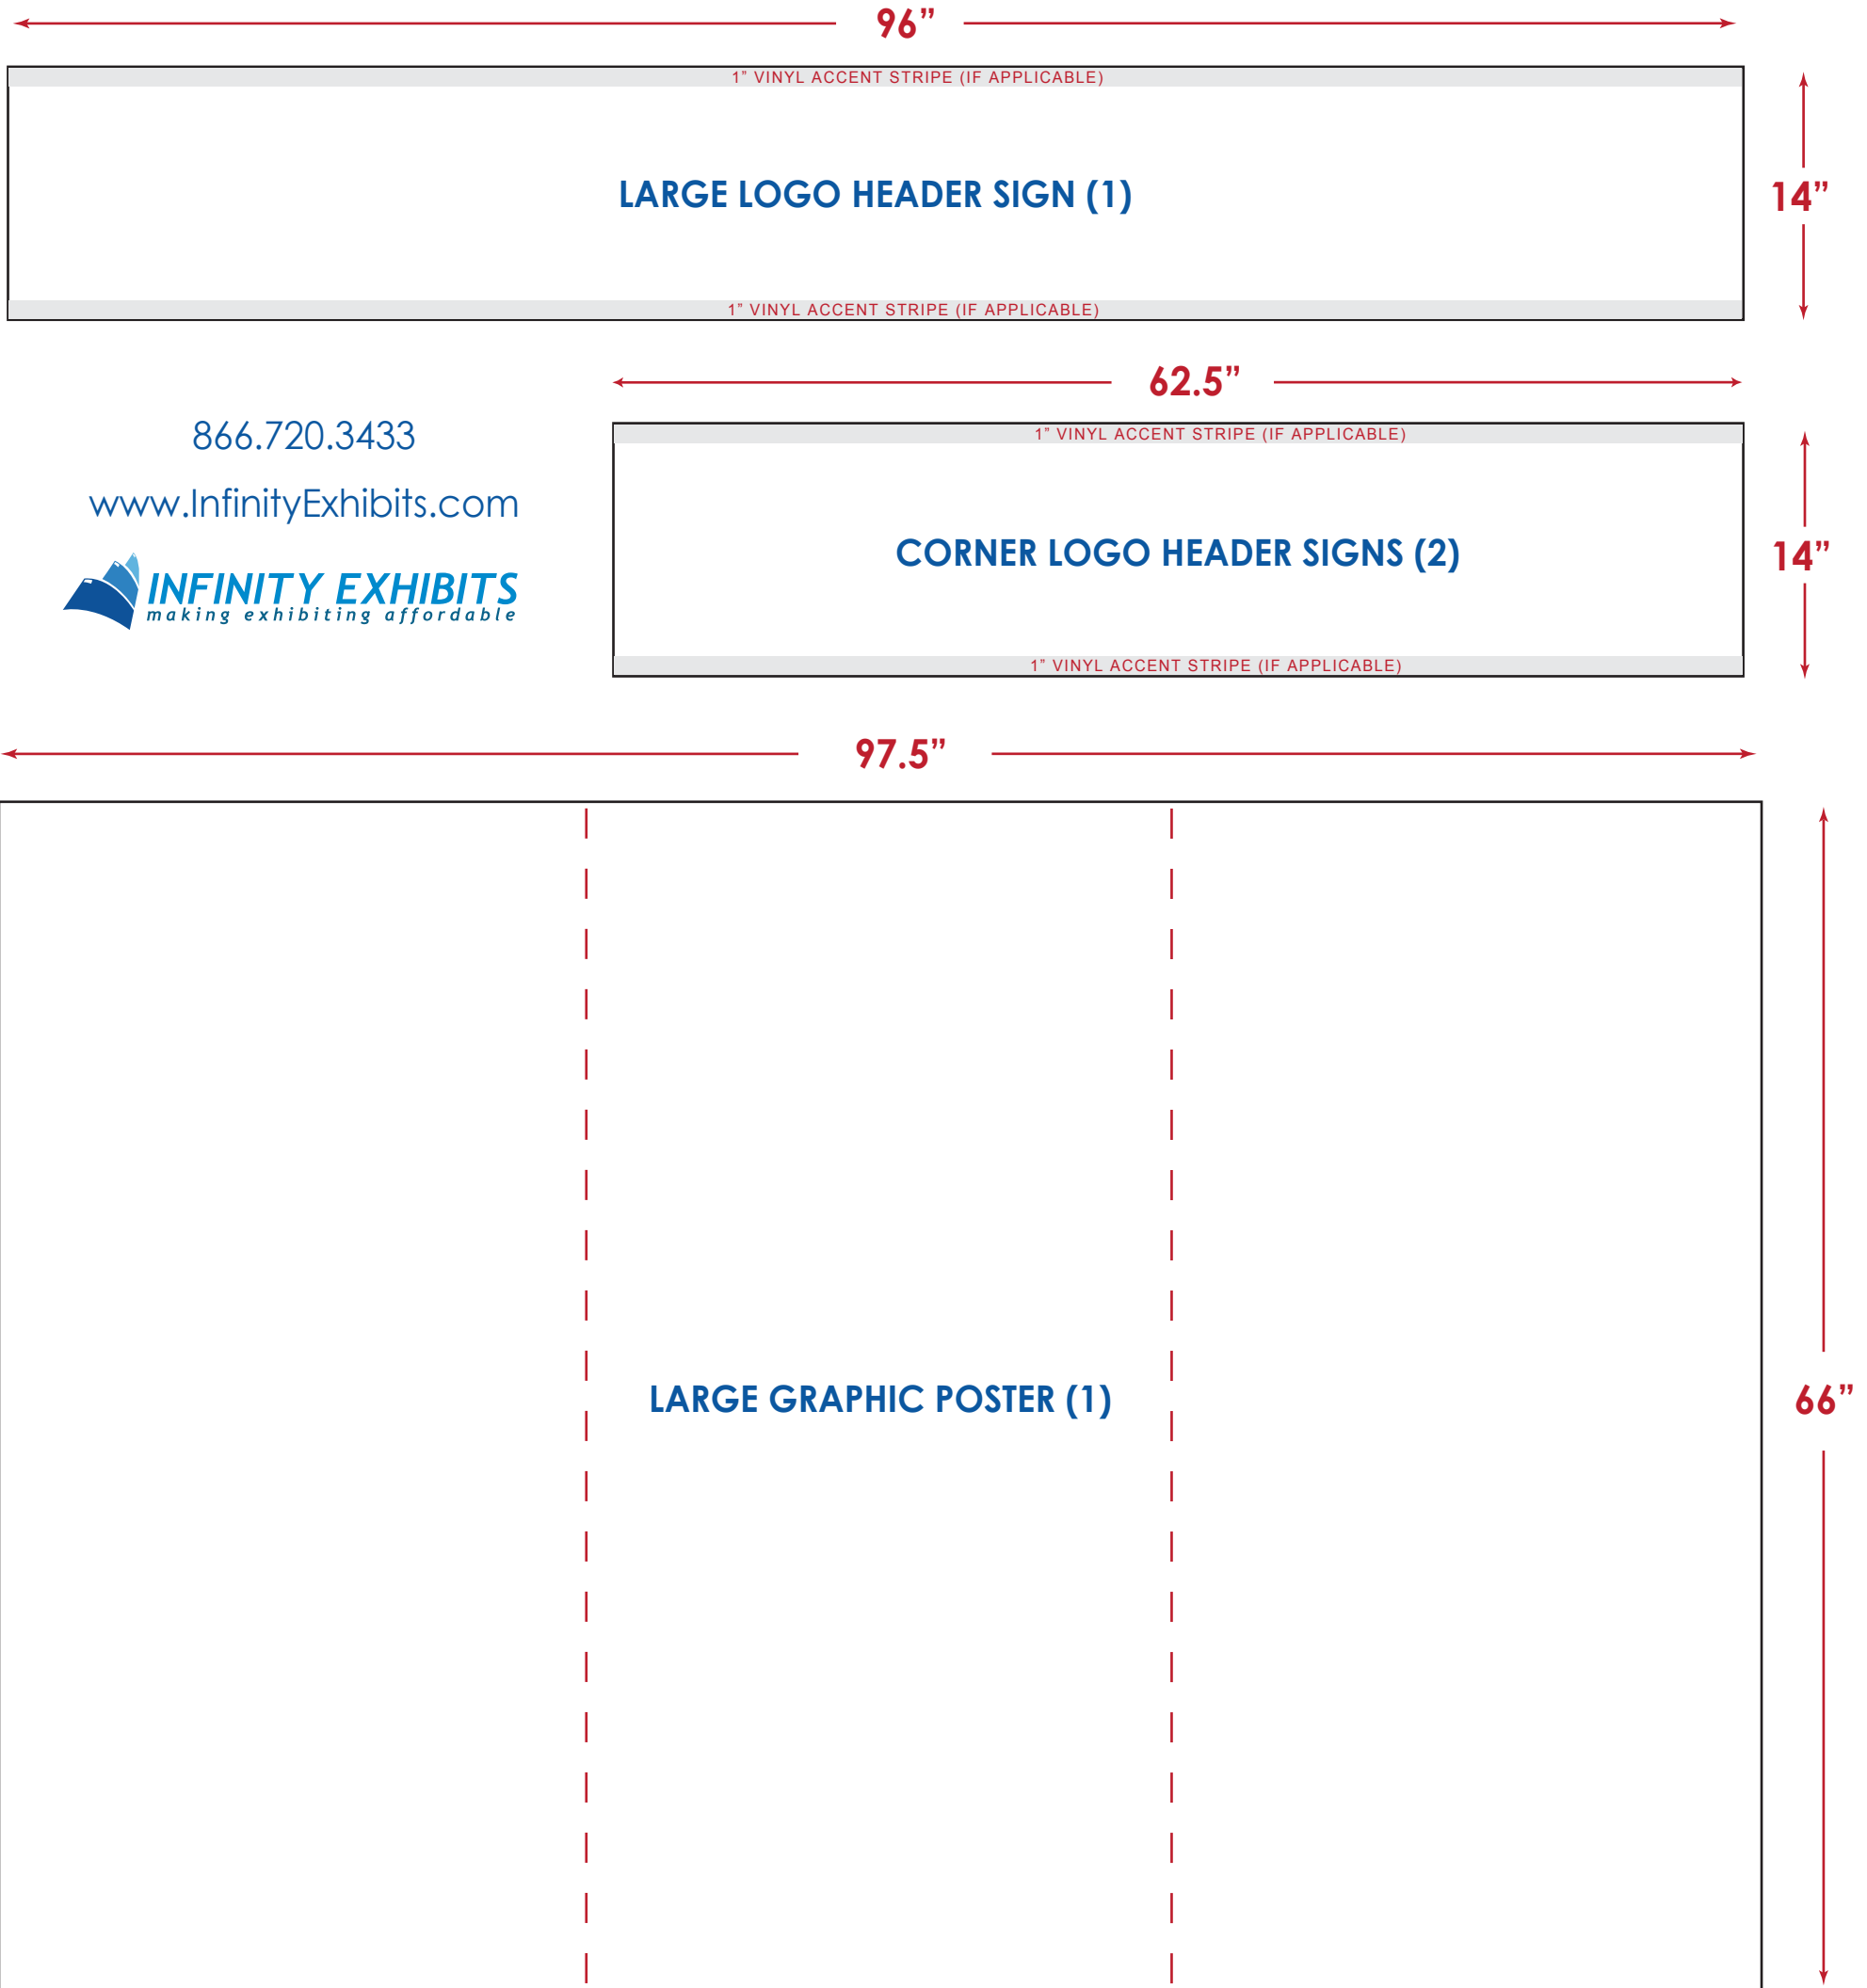 96”
1” VINYL ACCENT STRIPE (IF APPLICABLE)
LARGE LOGO HEADER SIGN (1)
14”
1” VINYL ACCENT STRIPE (IF APPLICABLE)
62.5”
866.720.3433
www.InfinityExhibits.com
INFINITY EXHIBITS
making exhibiting affordable
1” VINYL ACCENT STRIPE (IF APPLICABLE)
CORNER LOGO HEADER SIGNS (2)
14”
1” VINYL ACCENT STRIPE (IF APPLICABLE)
97.5”
LARGE GRAPHIC POSTER (1)
66”